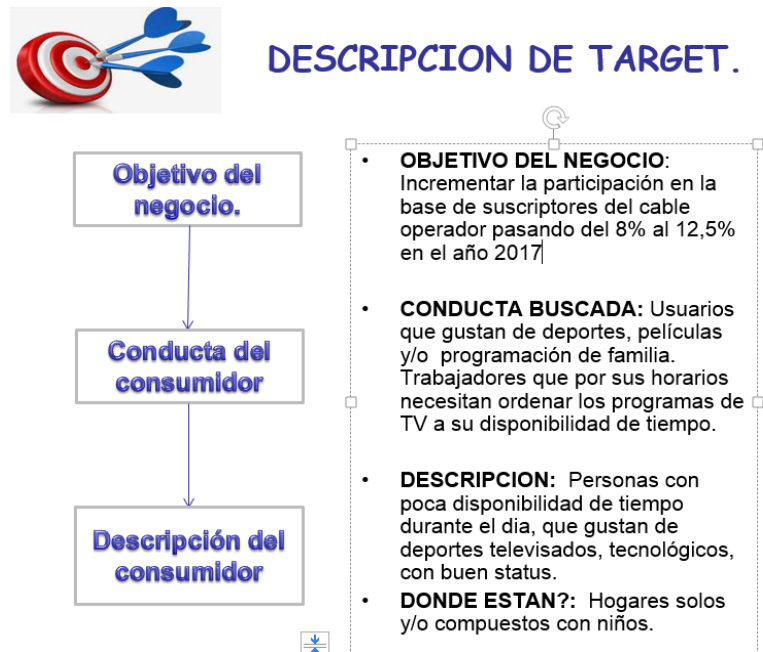 DESCRIPCION DE TARGET.
Objetivo del
negocio.
Conducta del
consumidor
Descripción del
consumidor
• OBJETIVO DEL NEGOCIO:
Incrementar la participación en la
base de suscriptores del cable
operador pasando del 8% al 12,5%
en el año 2017
• CONDUCTA BUSCADA: Usuarios
que gustan de deportes, películas
y/o programación de familia.
Trabajadores que por sus horarios
necesitan ordenar los programas de
TV a su disponibilidad de tiempo.
• DESCRIPCION: Personas con
poca disponibilidad de tiempo
durante el dia, que gustan de
deportes televisados, tecnológicos,
con buen status.
• DONDE ESTAN?: Hogares solos
y/o compuestos con niños.